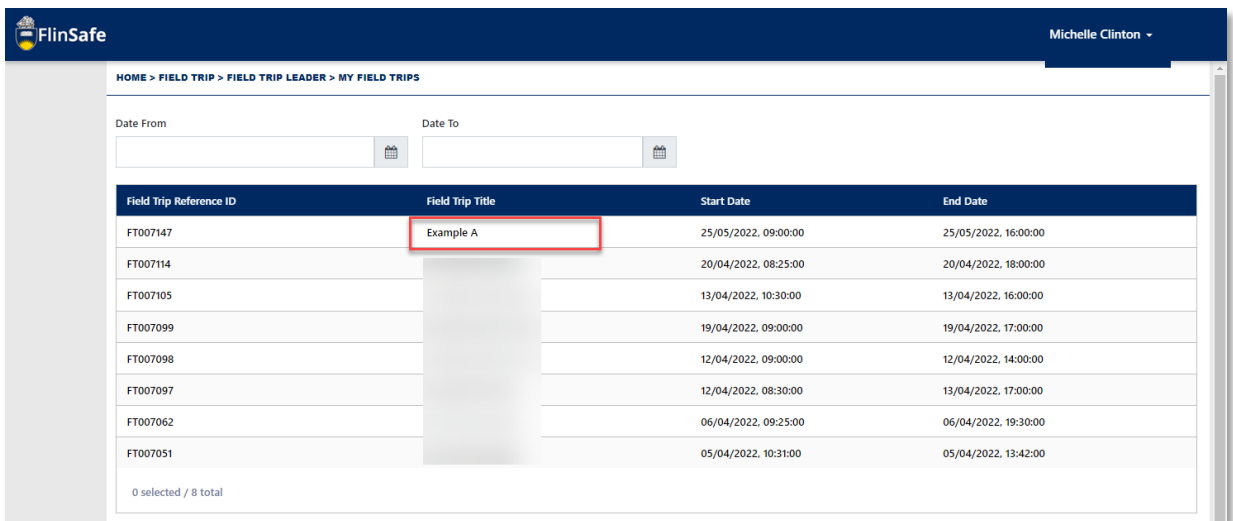 FlinSafe
Michelle Clinton
HOME > FIELD TRIP > FIELD TRIP LEADER > MY FIELD TRIPS
Date From Date To
Field Trip Reference ID Field Trip Title Start Date End Date
FT007147 Example A 25/05/2022, 09:00:00 25/05/2022, 16:00:00
FT007114 20/04/2022, 08:25:00 20/04/2022, 18:00:00
FT007105 13/04/2022, 10:30:00 13/04/2022, 16:00:00
FT007099 19/04/2022, 09:00:00 19/04/2022, 17:00:00
FT007098 12/04/2022, 09:00:00 12/04/2022, 14:00:00
FT007097 12/04/2022, 08:30:00 13/04/2022, 17:00:00
FT007062 06/04/2022, 09:25:00 06/04/2022, 19:30:00
FT007051 05/04/2022, 10:31:00 05/04/2022, 13:42:00
0 selected / 8 total